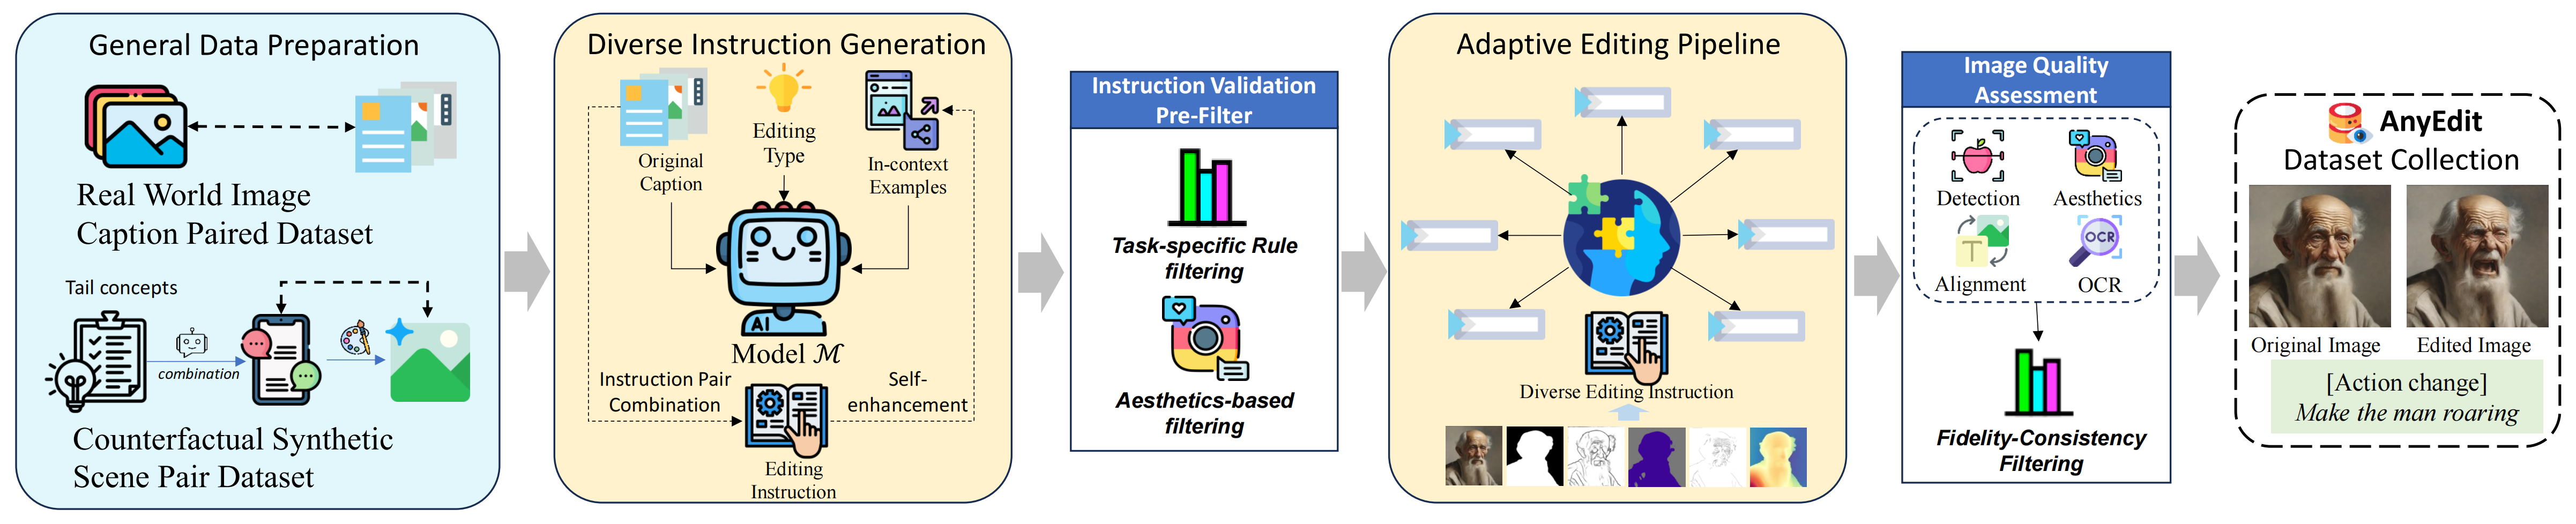 General Data Preparation
Real World Image
Caption Paired Dataset
Tail concepts
combination
Counterfactual Synthetic
Scene Pair Dataset
Diverse Instruction Generation
Original
Caption
Editing
Type
In-context
Examples
AI
Model ℳ
Instruction Pair
Combination
Self-
enhancement
Editing
Instruction
Instruction Validation
Pre-Filter
Task-specific Rule
filtering
Aesthetics-based
filtering
Adaptive Editing Pipeline
Diverse Editing Instruction
Image Quality
Assessment
Detection
Aesthetics
T
OCR
Alignment
OCR
Fidelity-Consistency
Filtering
AnyEdit
Dataset Collection
Original Image
Edited Image
[Action change]
Make the man roaring